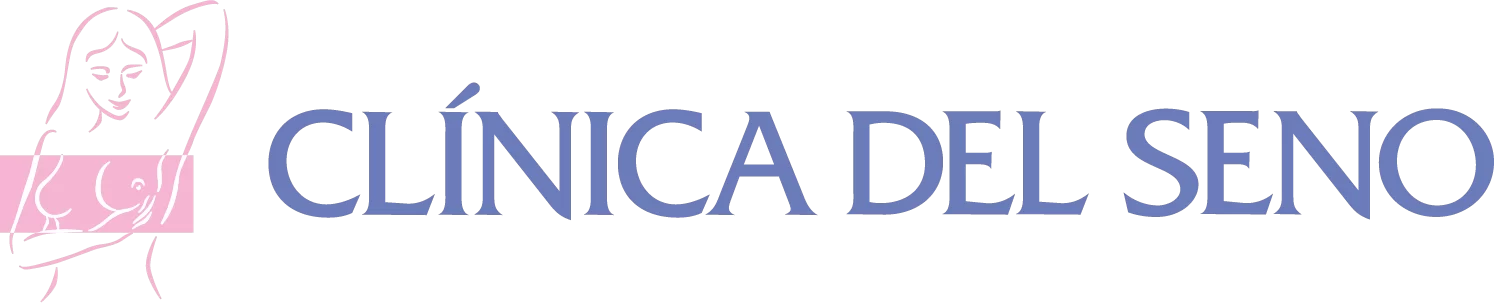 CLÍNICA DEL SENO